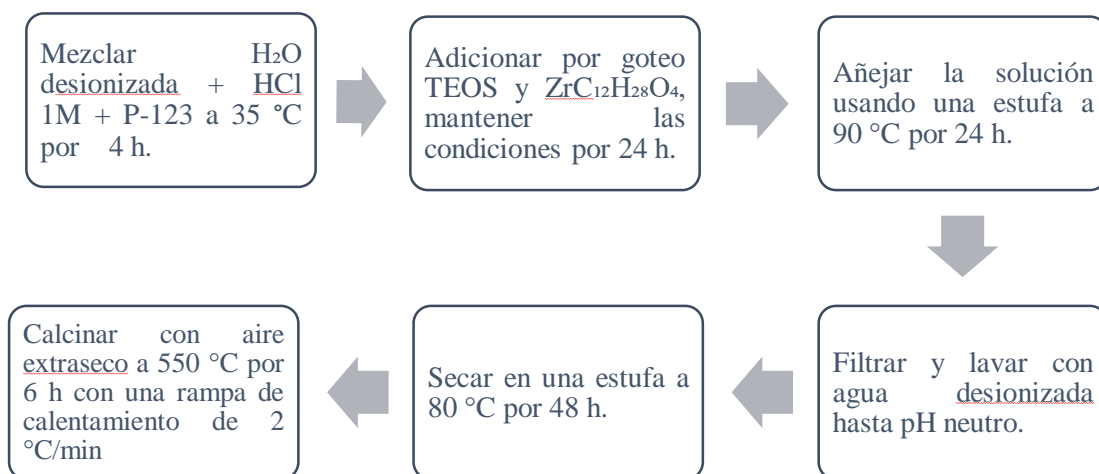 Mezclar H₂O
desionizada + HCl
1M + P-123 a 35 °C
por 4 h.
Adicionar por goteo
TEOS y ZrC₁₂H₂₈O₄,
mantener las
condiciones por 24 h.
Añejar la solución
usando una estufa a
90 °C por 24 h.
Filtrar y lavar con
agua desionizada
hasta pH neutro.
Secar en una estufa a
80 °C por 48 h.
Calcinar con aire
extraseco a 550 °C por
6 h con una rampa de
calentamiento de 2
°C/min